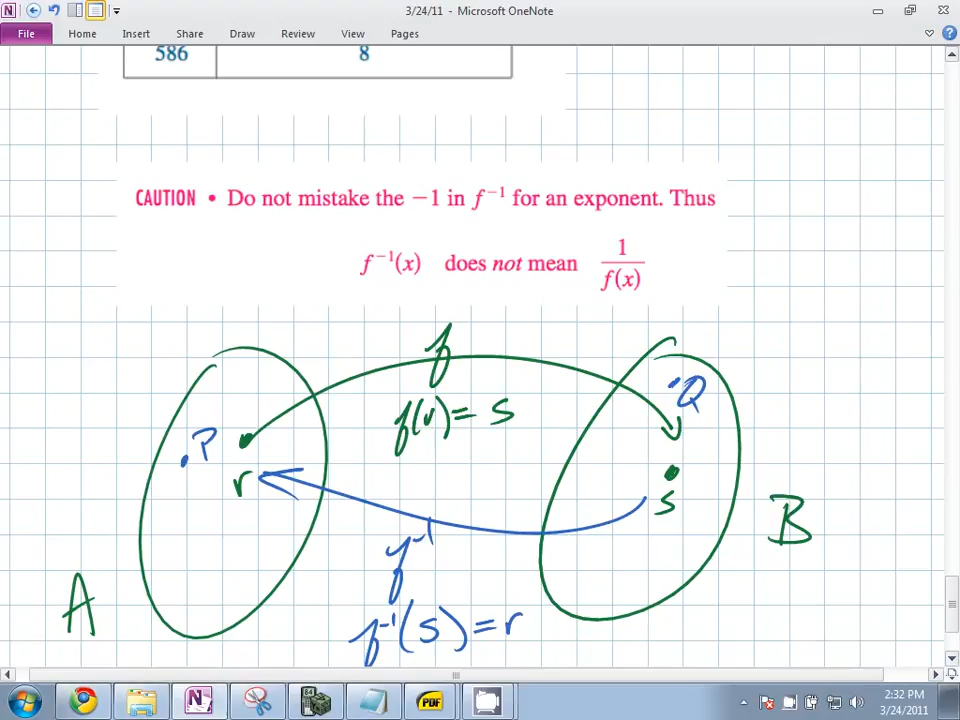 3/24/11 - Microsoft OneNote
File Home Insert Share Draw Review View Pages
586 8
CAUTION • Do not mistake the −1 in f⁻¹ for an exponent. Thus
f⁻¹(x) does not mean 1/f(x)
f
f(r) = s
Q
P
r
s
B
f⁻¹
A
f⁻¹(s) = r
84
PDF
2:32 PM
3/24/2011